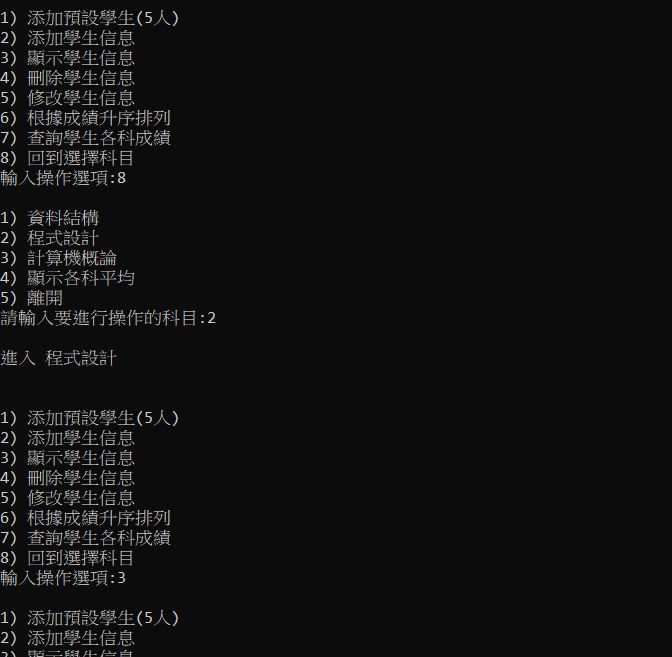 1) 添加預設學生(5人)
2) 添加學生信息
3) 顯示學生信息
4) 刪除學生信息
5) 修改學生信息
6) 根據成績升序排列
7) 查詢學生各科成績
8) 回到選擇科目
輸入操作選項:8
1) 資料結構
2) 程式設計
3) 計算機概論
4) 顯示各科平均
5) 離開
請輸入要進行操作的科目:2
進入 程式設計
1) 添加預設學生(5人)
2) 添加學生信息
3) 顯示學生信息
4) 刪除學生信息
5) 修改學生信息
6) 根據成績升序排列
7) 查詢學生各科成績
8) 回到選擇科目
輸入操作選項:3
1) 添加預設學生(5人)
2) 添加學生信息
3) 顯示學生信息